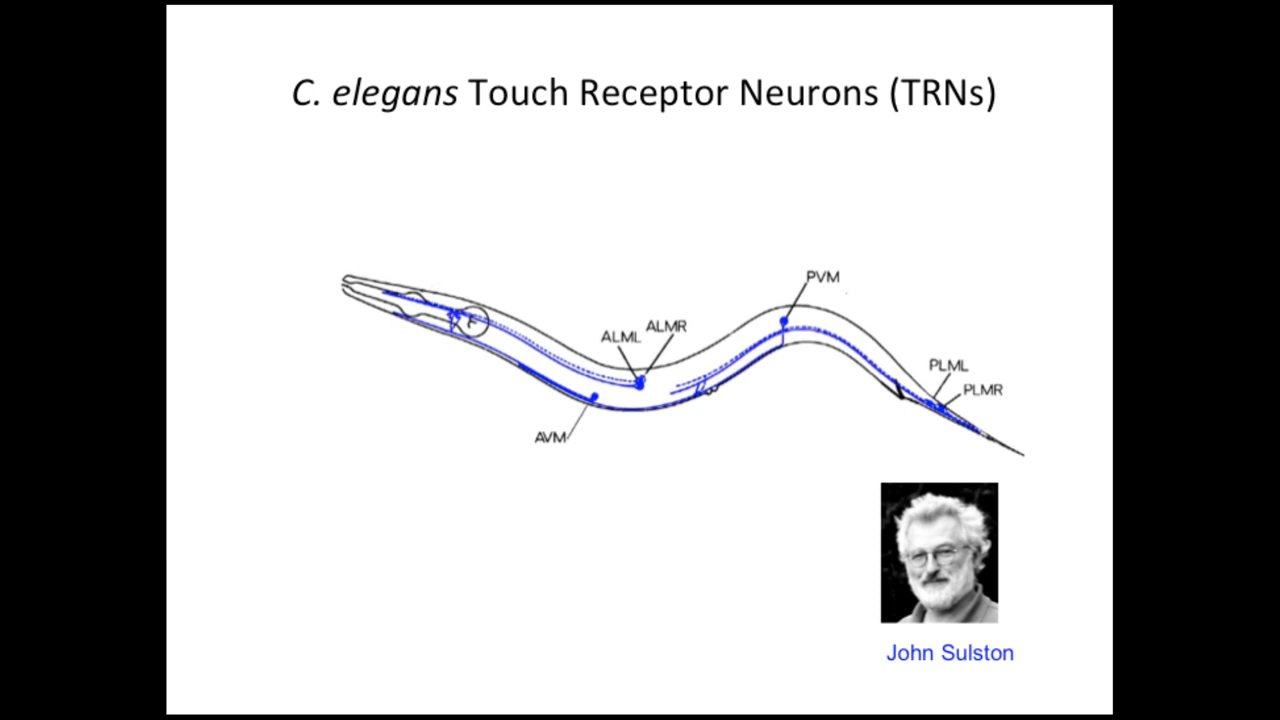 C. elegans Touch Receptor Neurons (TRNs)
PVM
ALML
ALMR
PLML
PLMR
AVM
John Sulston